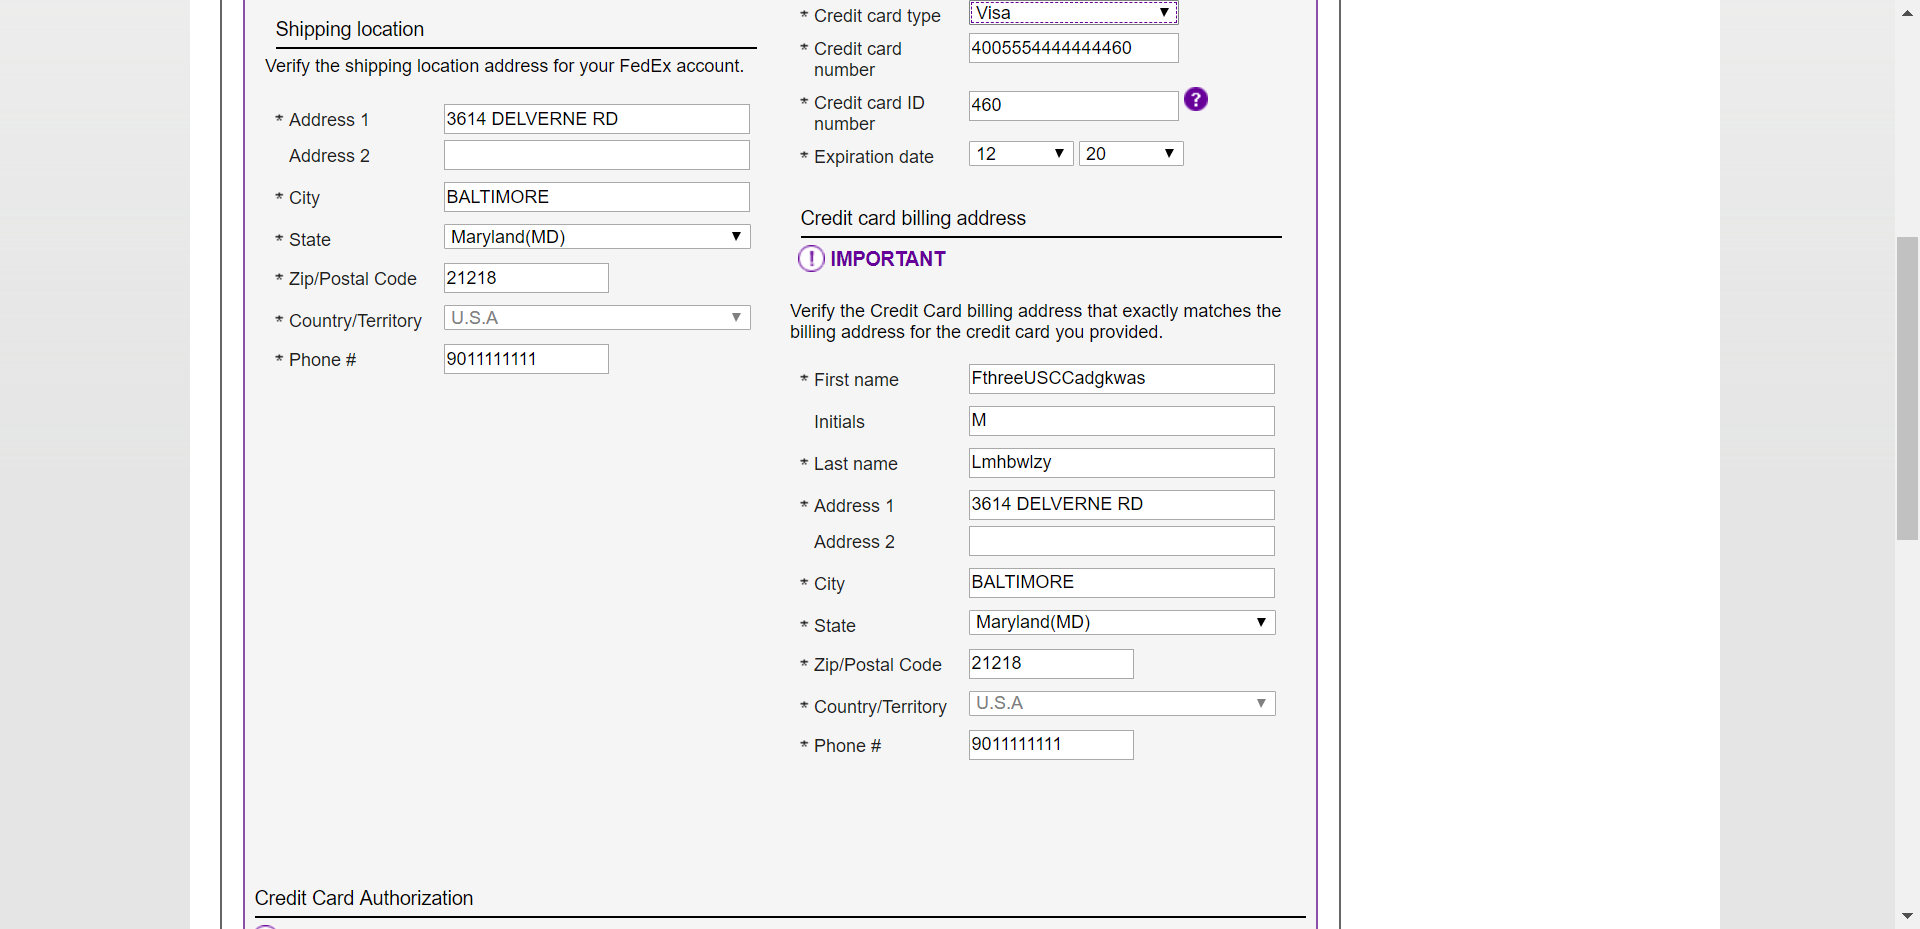 Shipping location
Verify the shipping location address for your FedEx account.
* Address 1 3614 DELVERNE RD
Address 2
* City BALTIMORE
* State Maryland(MD)
* Zip/Postal Code 21218
* Country/Territory U.S.A
* Phone # 9011111111
* Credit card type Visa
* Credit card
number 4005554444444460
* Credit card ID
number 460 ?
* Expiration date 12 20
Credit card billing address
! IMPORTANT
Verify the Credit Card billing address that exactly matches the
billing address for the credit card you provided.
* First name FthreeUSCCadgkwas
Initials M
* Last name Lmhbwlzy
* Address 1 3614 DELVERNE RD
Address 2
* City BALTIMORE
* State Maryland(MD)
* Zip/Postal Code 21218
* Country/Territory U.S.A
* Phone # 9011111111
Credit Card Authorization